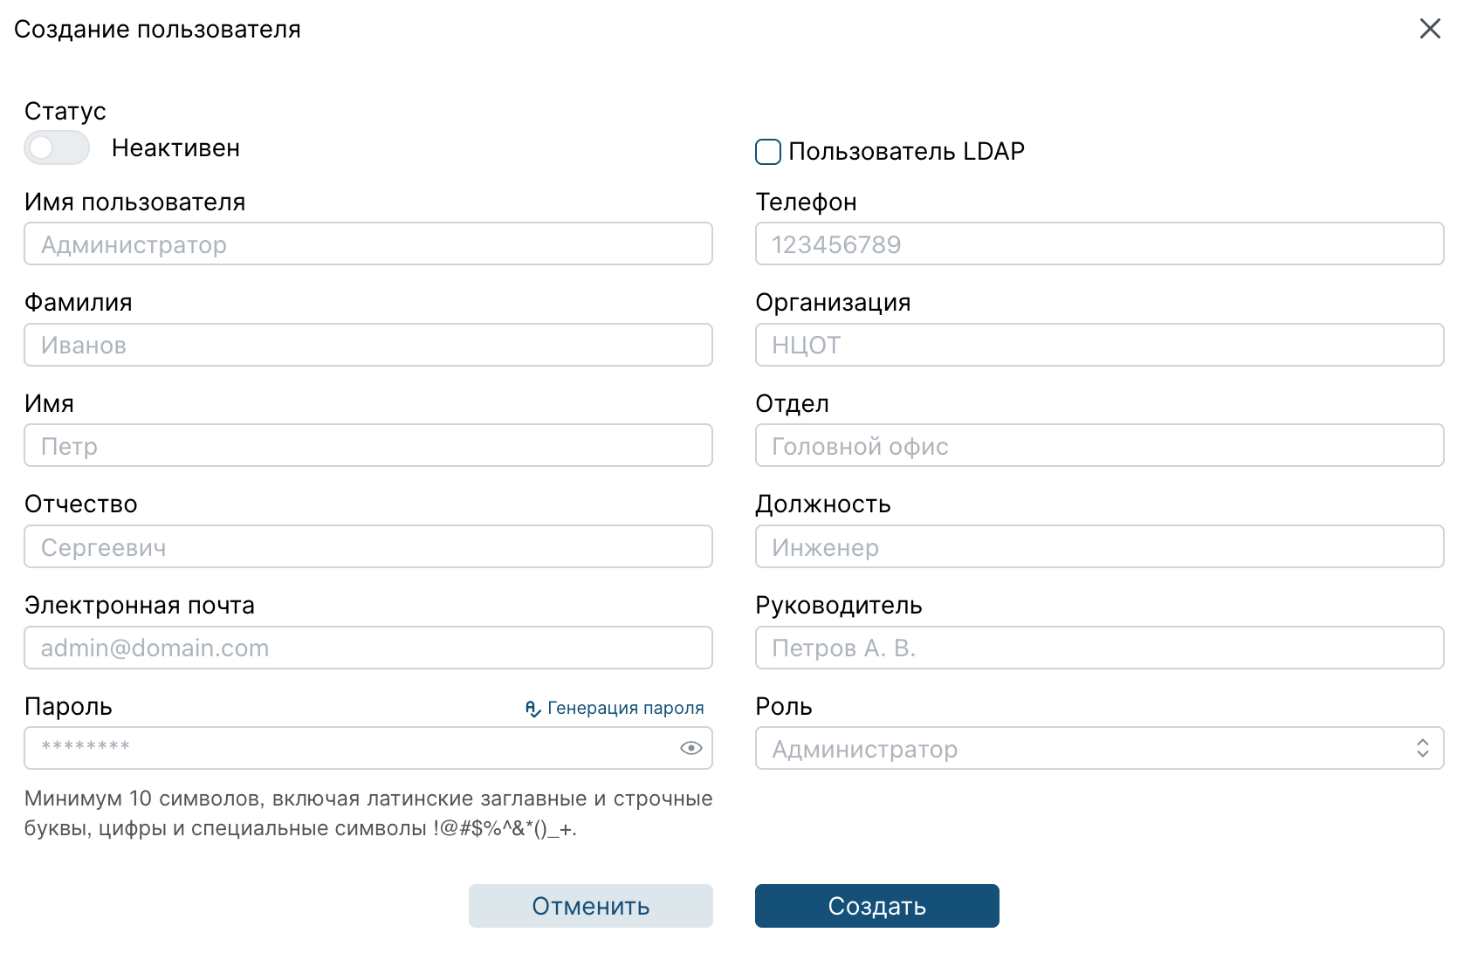 Создание пользователя
Статус
Неактивен
Пользователь LDAP
Имя пользователя
Администратор
Телефон
123456789
Фамилия
Иванов
Организация
НЦОТ
Имя
Петр
Отдел
Головной офис
Отчество
Сергеевич
Должность
Инженер
Электронная почта
admin@domain.com
Руководитель
Петров А. В.
Пароль
Генерация пароля
********
Роль
Администратор
Минимум 10 символов, включая латинские заглавные и строчные
буквы, цифры и специальные символы !@#$%^&*()_+.
Отменить
Создать